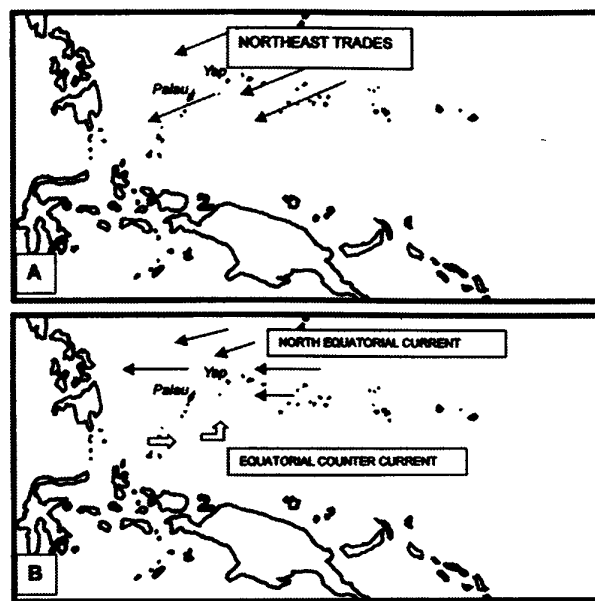 NORTHEAST TRADES
Yap
Palau
A
NORTH EQUATORIAL CURRENT
Yap
Palau
EQUATORIAL COUNTER CURRENT
B